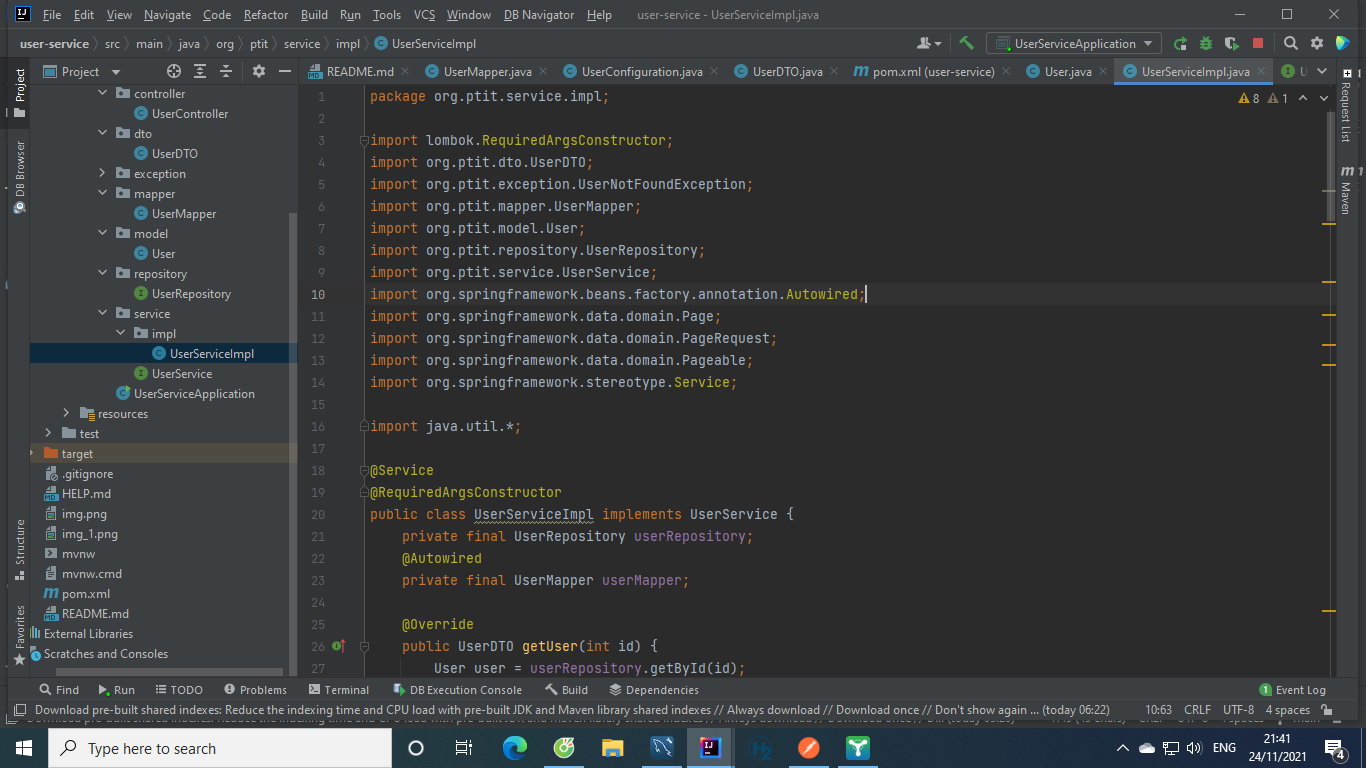 File Edit View Navigate Code Refactor Build Run Tools VCS Window DB Navigator Help user-service - UserServiceImpl.java
user-service src main java org ptit service impl UserServiceImpl UserServiceApplication
Project README.md UserMapper.java UserConfiguration.java UserDTO.java pom.xml (user-service) User.java UserServiceImpl.java U
Project
DB Browser
Structure
Favorites
controller
UserController
dto
UserDTO
exception
mapper
UserMapper
model
User
repository
UserRepository
service
impl
UserServiceImpl
UserService
UserServiceApplication
resources
test
target
.gitignore
HELP.md
img.png
img_1.png
mvnw
mvnw.cmd
pom.xml
README.md
External Libraries
Scratches and Consoles
8 1
1 package org.ptit.service.impl;
2
3 import lombok.RequiredArgsConstructor;
4 import org.ptit.dto.UserDTO;
5 import org.ptit.exception.UserNotFoundException;
6 import org.ptit.mapper.UserMapper;
7 import org.ptit.model.User;
8 import org.ptit.repository.UserRepository;
9 import org.ptit.service.UserService;
10 import org.springframework.beans.factory.annotation.Autowired;
11 import org.springframework.data.domain.Page;
12 import org.springframework.data.domain.PageRequest;
13 import org.springframework.data.domain.Pageable;
14 import org.springframework.stereotype.Service;
15
16 import java.util.*;
17
18 @Service
19 @RequiredArgsConstructor
20 public class UserServiceImpl implements UserService {
21 private final UserRepository userRepository;
22 @Autowired
23 private final UserMapper userMapper;
24
25 @Override
26 public UserDTO getUser(int id) {
27 User user = userRepository.getById(id);
Request List
Maven
Find Run TODO Problems Terminal DB Execution Console Build Dependencies 1 Event Log
Download pre-built shared indexes: Reduce the indexing time and CPU load with pre-built JDK and Maven library shared indexes // Always download // Download once // Don't show again ... (today 06:22) 10:63 CRLF UTF-8 4 spaces
Type here to search ENG 21:41
24/11/2021 4